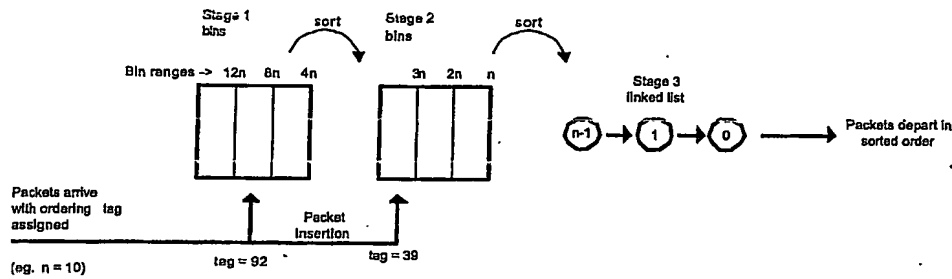 Stage 1
bins
sort
Stage 2
bins
sort
Bin ranges -> 12n 8n 4n
3n 2n n
Stage 3
linked list
n-1 1 0
Packets depart in
sorted order
Packets arrive
with ordering tag
assigned
Packet
Insertion
(eg. n = 10)
tag = 92
tag = 39